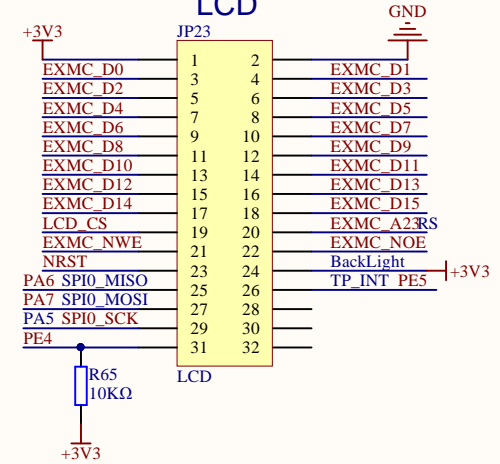 LCD
GND
+3V3
JP23
1 2
EXMC_D0 3 4 EXMC_D1
EXMC_D2 5 6 EXMC_D3
EXMC_D4 7 8 EXMC_D5
EXMC_D6 9 10 EXMC_D7
EXMC_D8 11 12 EXMC_D9
EXMC_D10 13 14 EXMC_D11
EXMC_D12 15 16 EXMC_D13
EXMC_D14 17 18 EXMC_D15
LCD_CS 19 20 EXMC_A23 RS
EXMC_NWE 21 22 EXMC_NOE
NRST 23 24 BackLight +3V3
PA6 SPI0_MISO 25 26 TP_INT PE5
PA7 SPI0_MOSI 27 28
PA5 SPI0_SCK 29 30
PE4 31 32
R65
LCD
10KΩ
+3V3